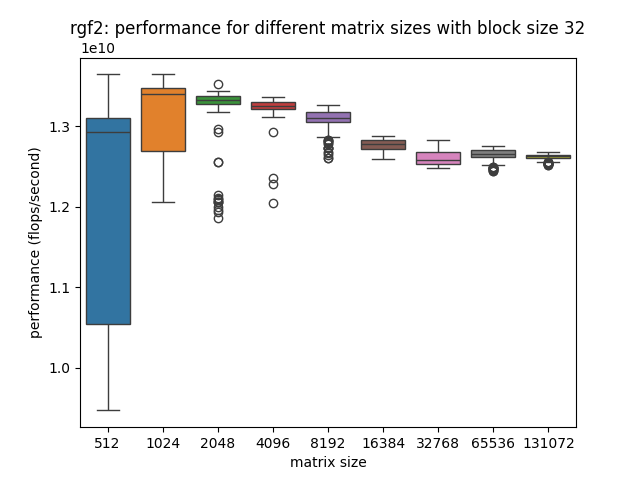 rgf2: performance for different matrix sizes with block size 32
1e10
1.3
1.2
1.1
1.0
performance (flops/second)
512 1024 2048 4096 8192 16384 32768 65536 131072
matrix size